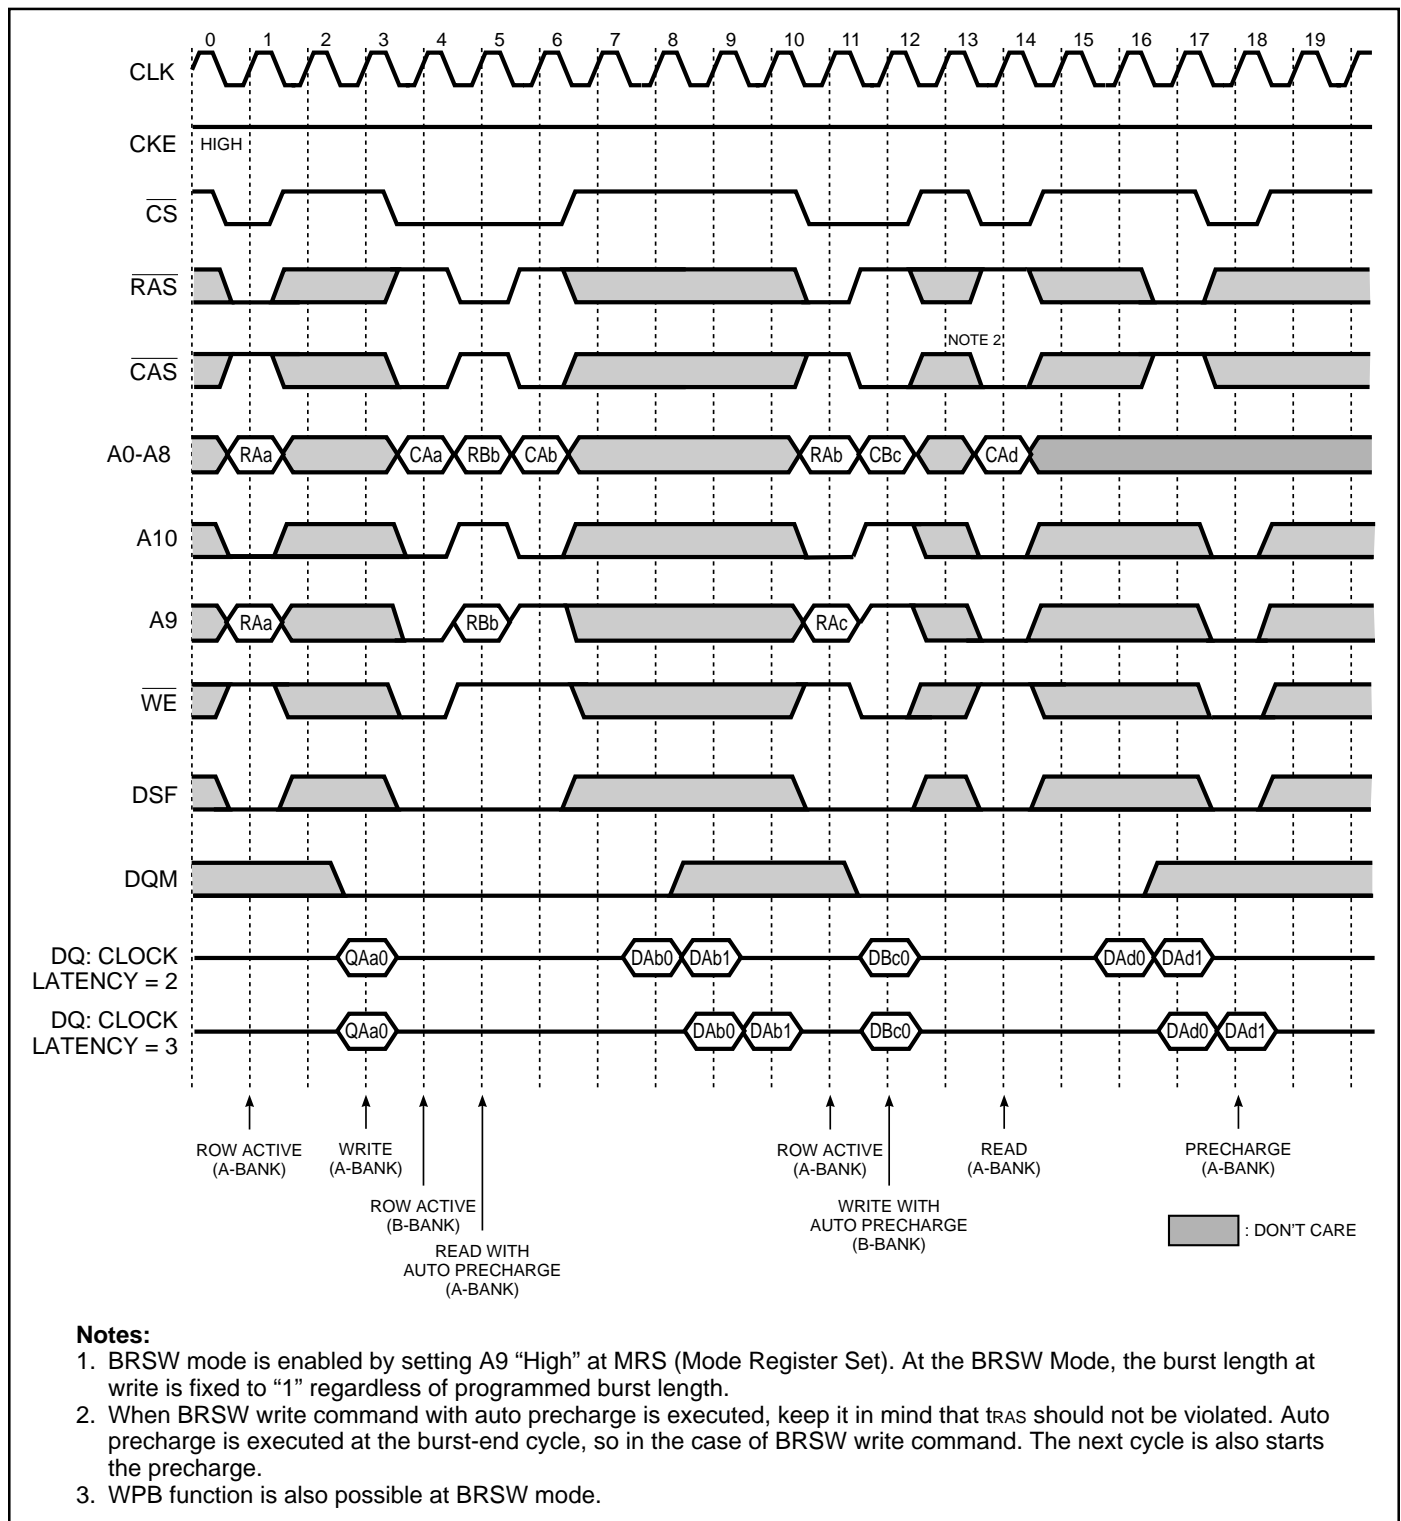 0 1 2 3 4 5 6 7 8 9 10 11 12 13 14 15 16 17 18 19
CLK
CKE HIGH
CS
RAS
NOTE 2
CAS
A0-A8 RAa CAa RBb CAb RAb CBc CAd
A10
A9 RAa RBb RAc
WE
DSF
DQM
DQ: CLOCK
LATENCY = 2
QAa0 DAb0 DAb1 DBc0 DAd0 DAd1
DQ: CLOCK
LATENCY = 3
QAa0 DAb0 DAb1 DBc0 DAd0 DAd1
ROW ACTIVE
(A-BANK)
WRITE
(A-BANK)
ROW ACTIVE
(B-BANK)
READ WITH
AUTO PRECHARGE
(A-BANK)
ROW ACTIVE
(A-BANK)
WRITE WITH
AUTO PRECHARGE
(B-BANK)
READ
(A-BANK)
PRECHARGE
(A-BANK)
: DON'T CARE
Notes:
1. BRSW mode is enabled by setting A9 “High” at MRS (Mode Register Set). At the BRSW Mode, the burst length at
write is fixed to “1” regardless of programmed burst length.
2. When BRSW write command with auto precharge is executed, keep it in mind that tRAS should not be violated. Auto
precharge is executed at the burst-end cycle, so in the case of BRSW write command. The next cycle is also starts
the precharge.
3. WPB function is also possible at BRSW mode.